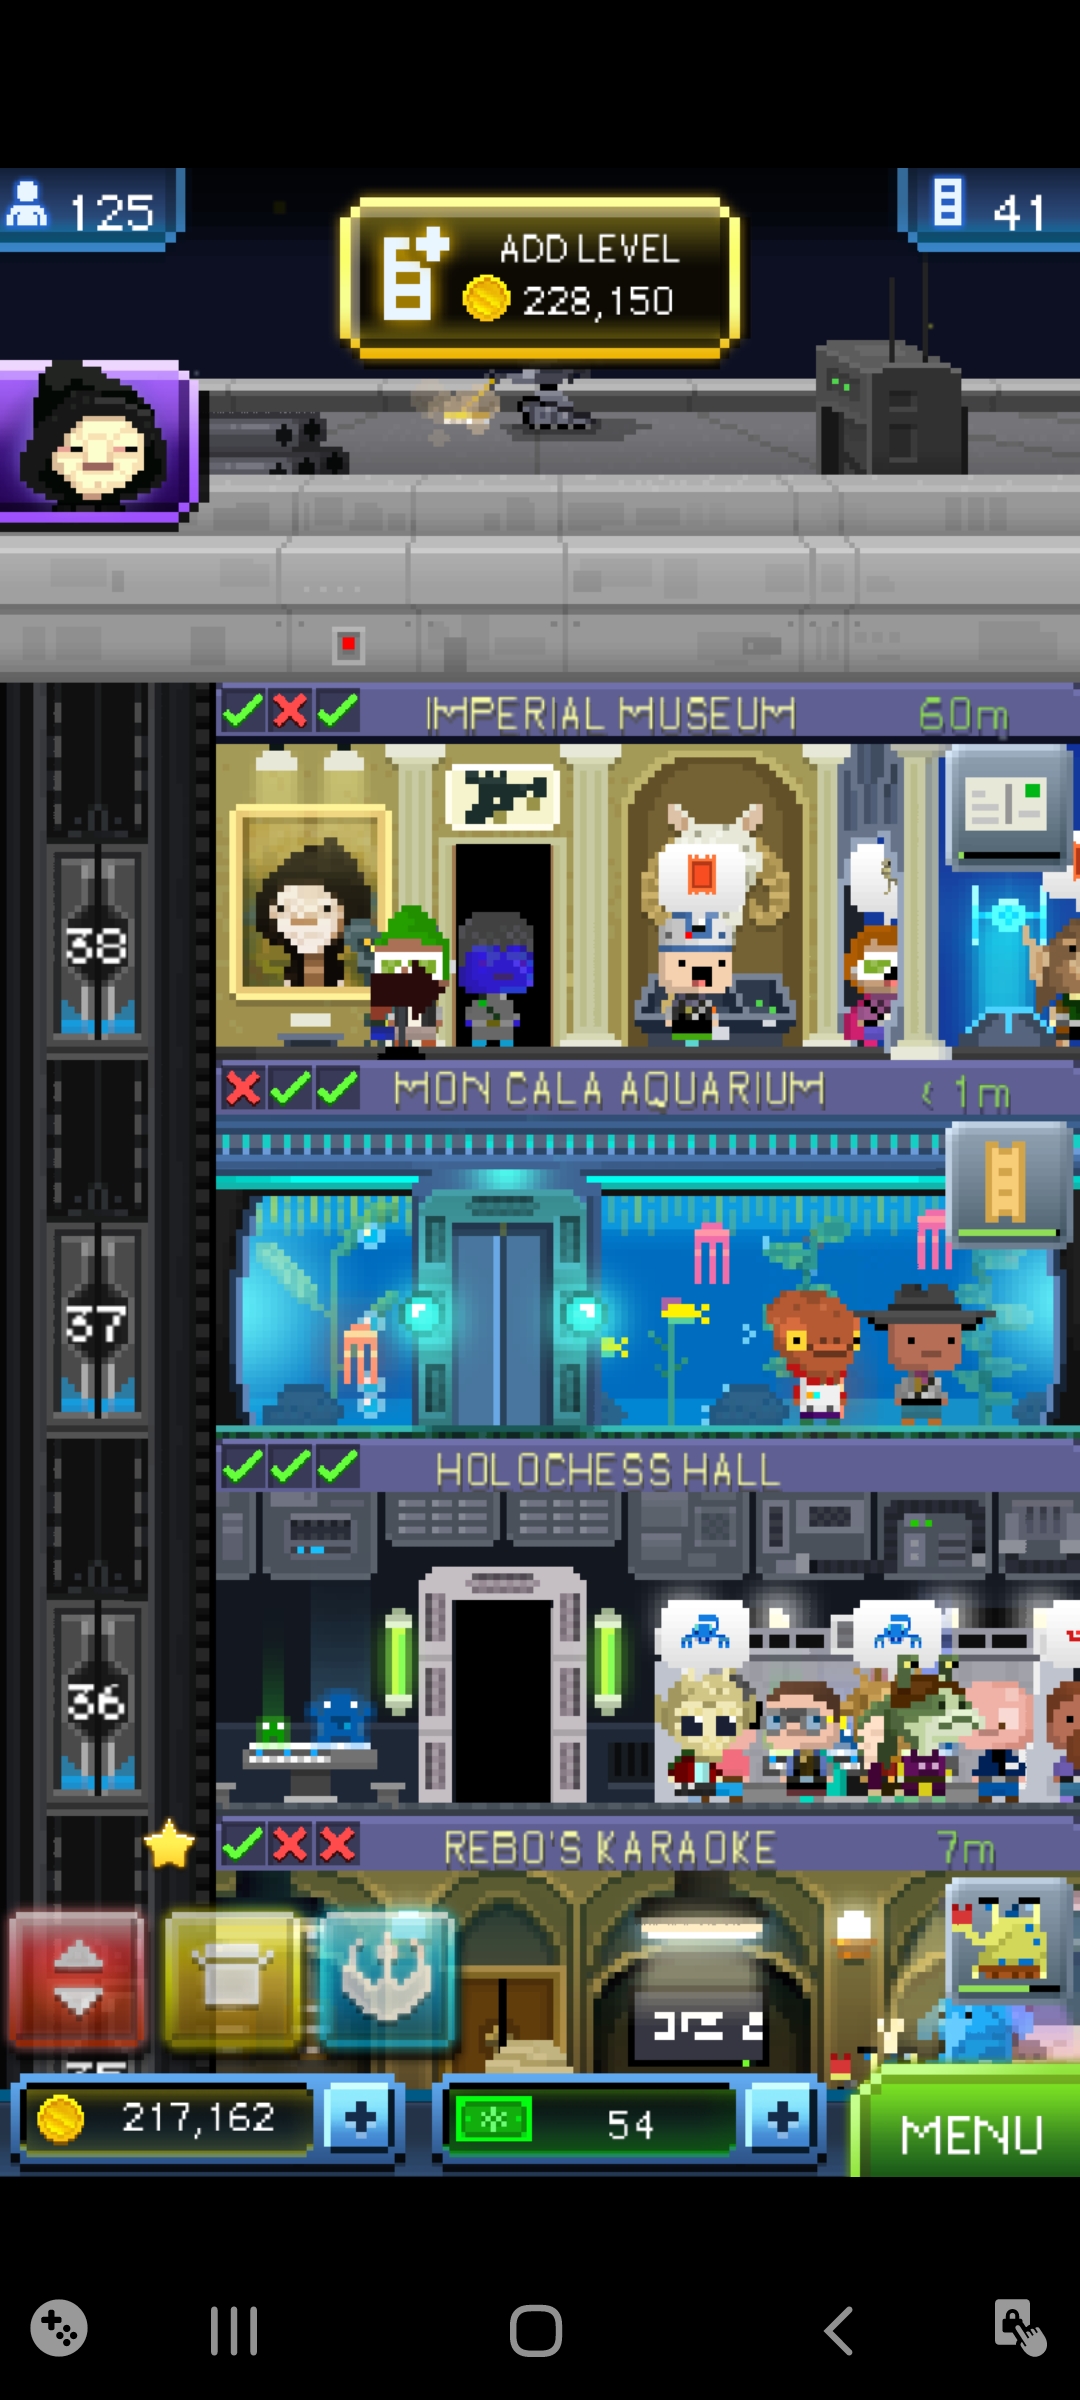 125
ADD LEVEL
228,150
41
IMPERIAL MUSEUM 60m
38
MON CALA AQUARIUM < 1m
37
HOLOCHESS HALL
36
REBO'S KARAOKE 7m
217,162
54
MENU